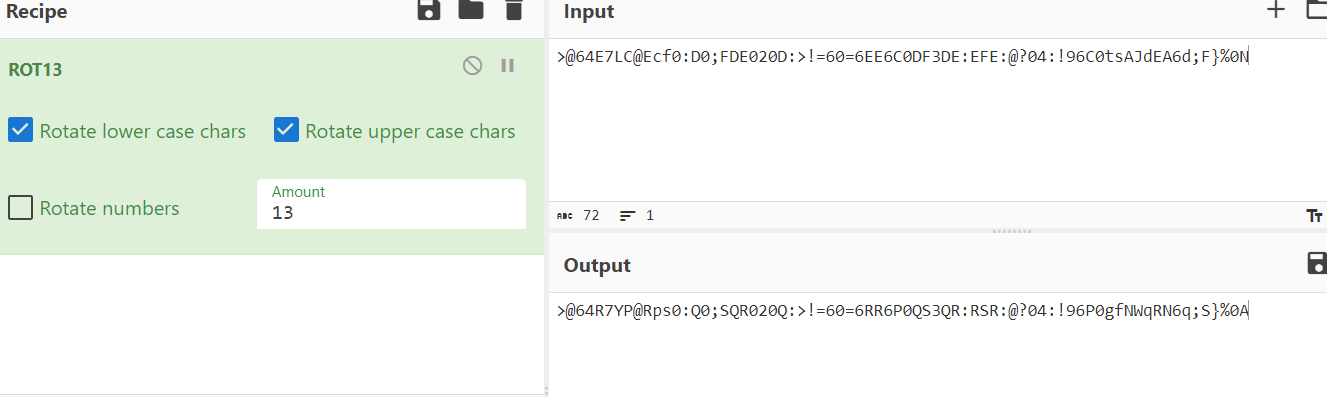 Recipe
Input
ROT13
Rotate lower case chars
Rotate upper case chars
Rotate numbers
Amount
13
>@64E7LC@Ecf0:D0;FDE020D:>!=60=6EE6C0DF3DE:EFE:@?04:!96C0tsAJdEA6d;F}%0N
ABC 72 1
Tт
Output
>@64R7YP@Rps0:Q0;SQR020Q:>!=60=6RR6P0QS3QR:RSR:@?04:!96P0gfNWqRN6q;S}%0A